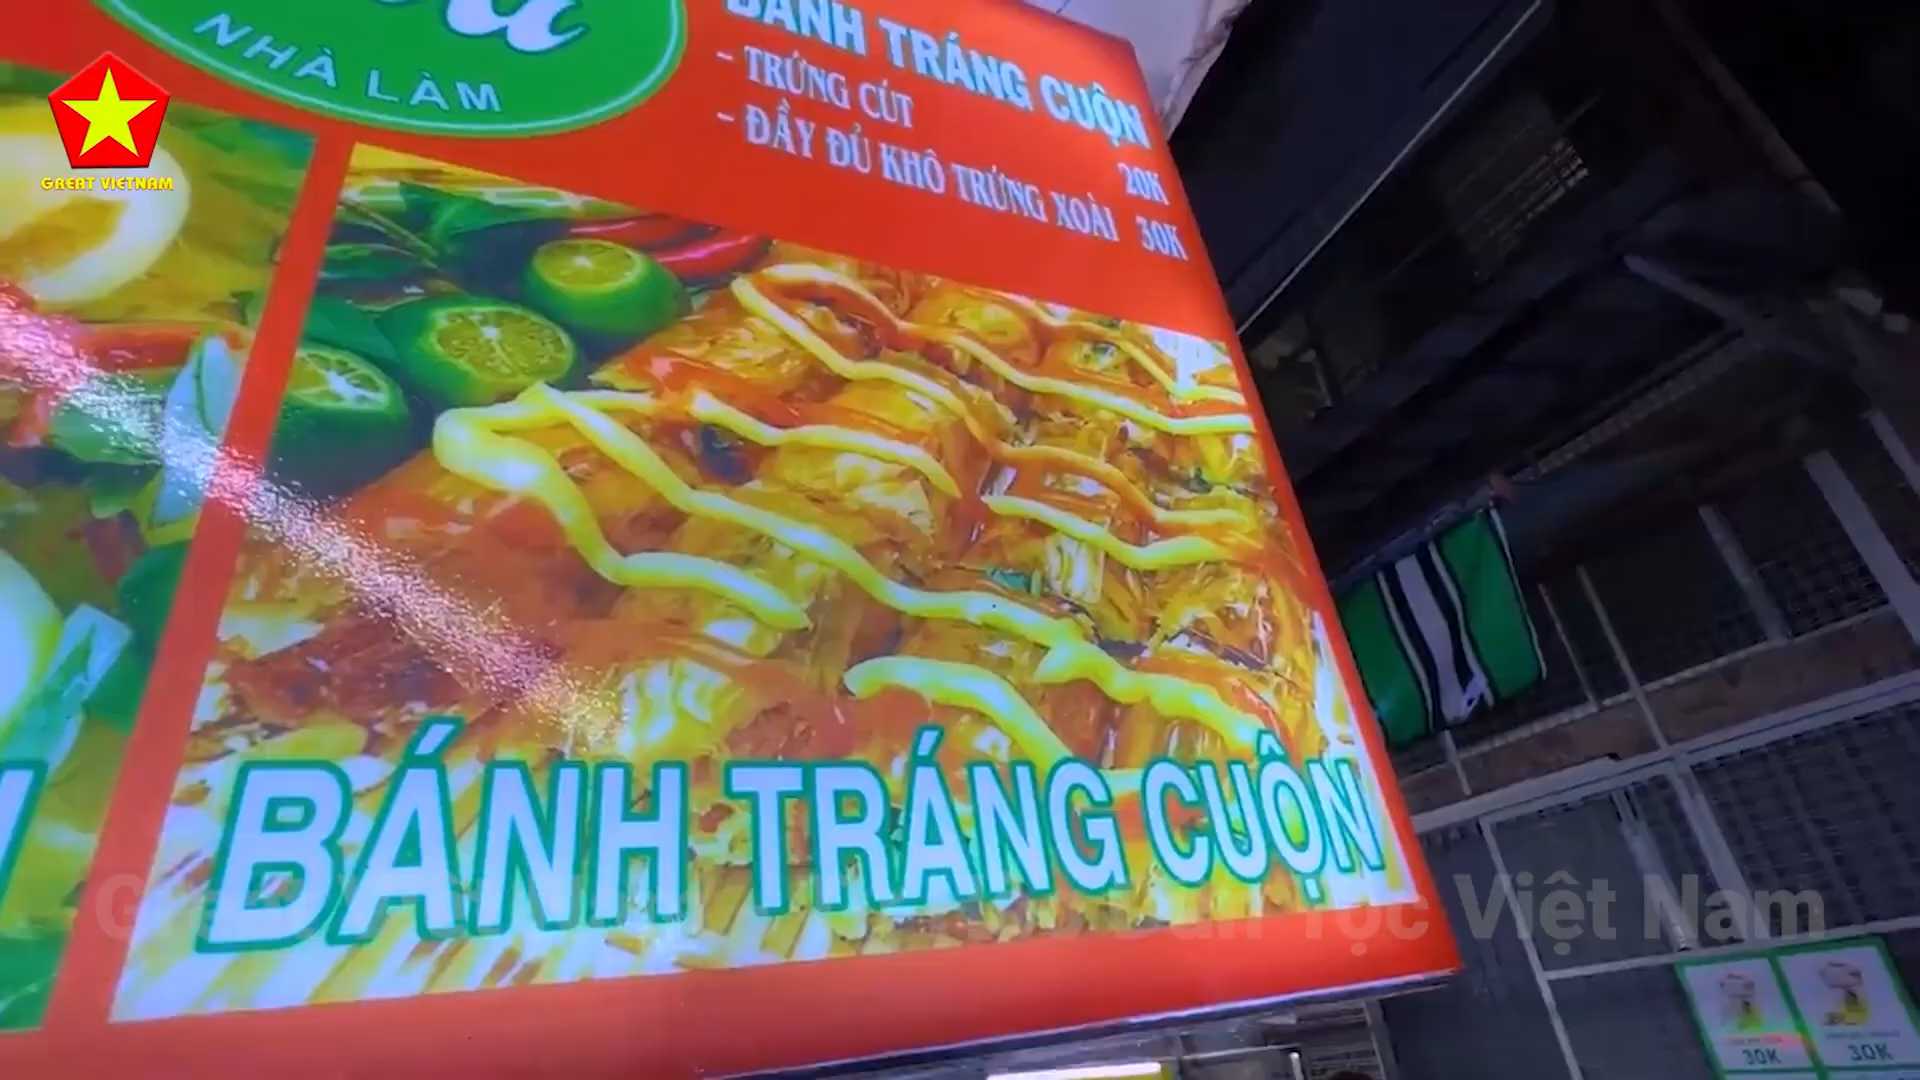 NHÀ LÀM
GREAT VIETNAM
BÁNH TRÁNG CUỘN
- TRỨNG CÚT 20K
- ĐẦY ĐỦ KHÔ TRỨNG XOÀI 30K
BÁNH TRÁNG CUỘN
Việt Nam
30K
30K